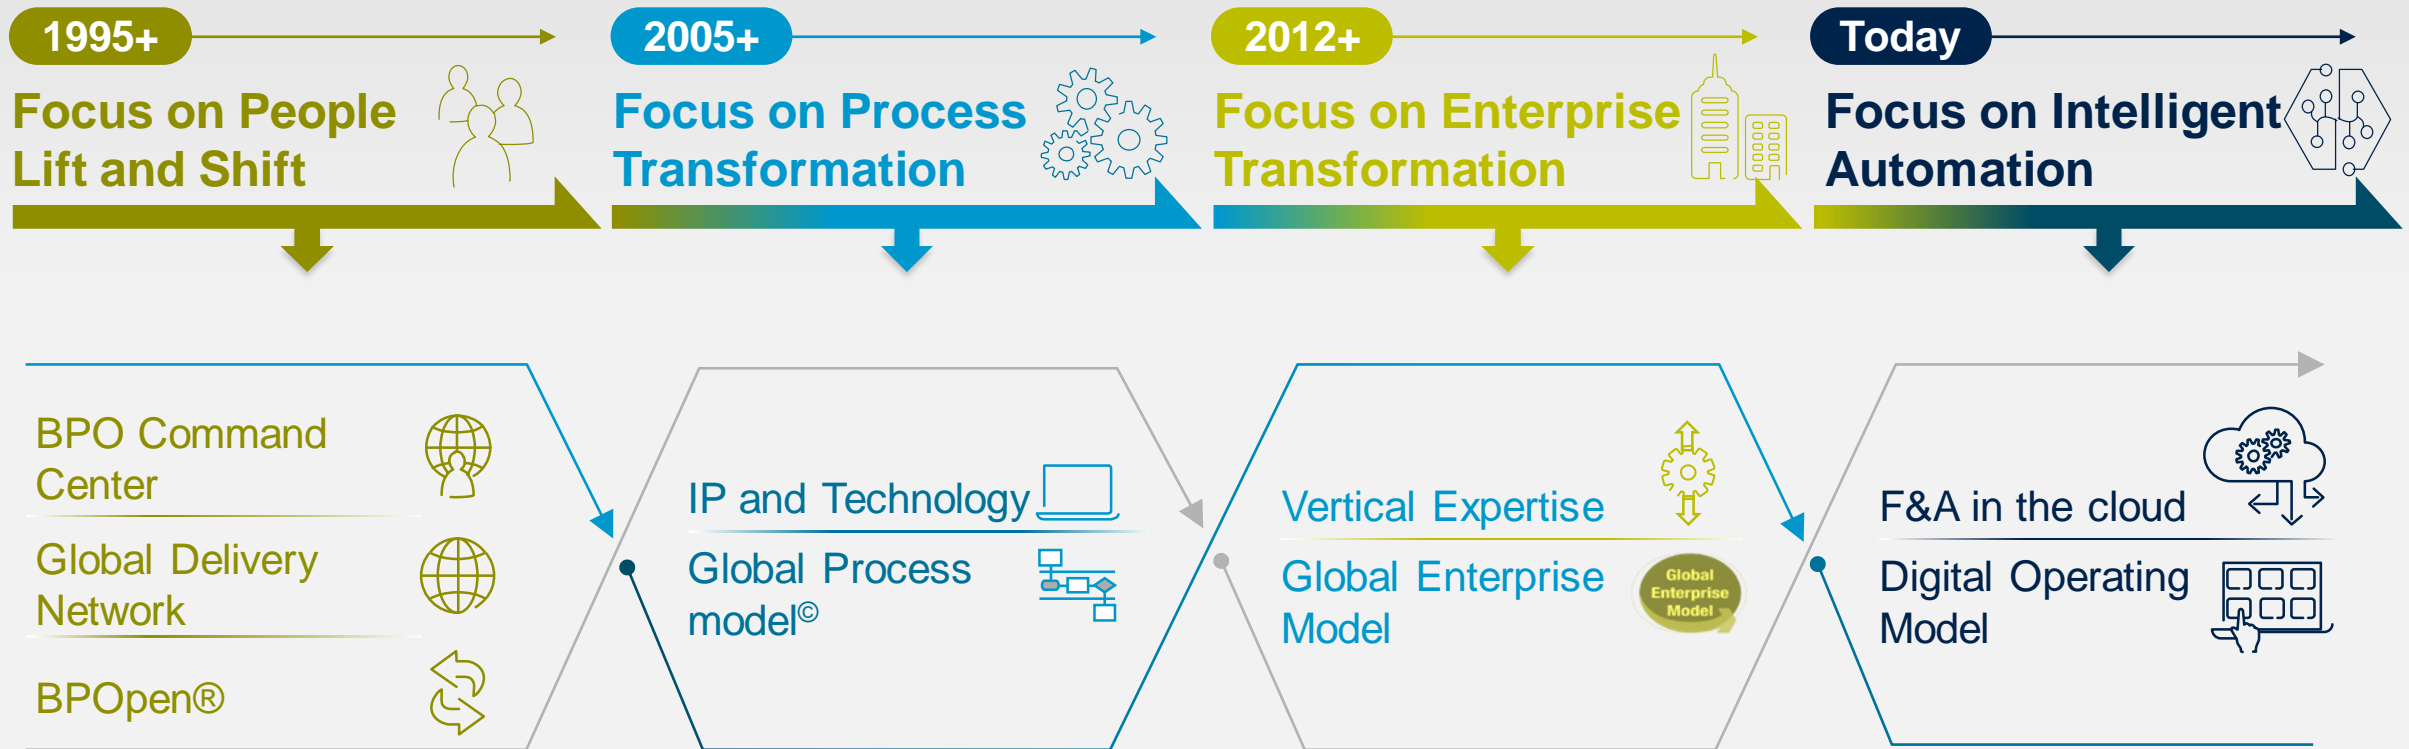 1995+
Focus on People
Lift and Shift
2005+
Focus on Process
Transformation
2012+
Focus on Enterprise
Transformation
Today
Focus on Intelligent
Automation
BPO Command
Center
Global Delivery
Network
BPOpen®
IP and Technology
Global Process
model©
Vertical Expertise
Global Enterprise
Model
Global
Enterprise
Model
F&A in the cloud
Digital Operating
Model